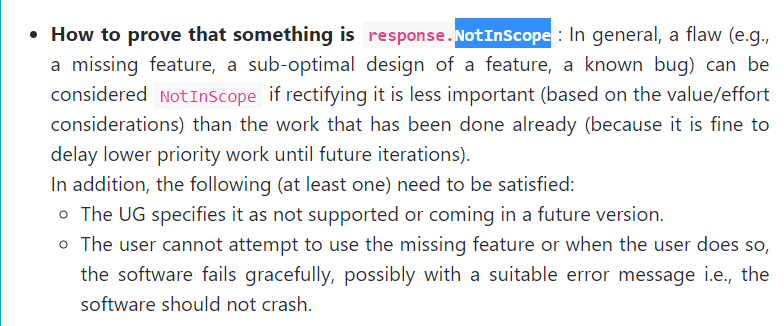 How to prove that something is response.NotInScope : In general, a flaw (e.g.,
a missing feature, a sub-optimal design of a feature, a known bug) can be
considered NotInScope if rectifying it is less important (based on the value/effort
considerations) than the work that has been done already (because it is fine to
delay lower priority work until future iterations).
In addition, the following (at least one) need to be satisfied:
The UG specifies it as not supported or coming in a future version.
The user cannot attempt to use the missing feature or when the user does so,
the software fails gracefully, possibly with a suitable error message i.e., the
software should not crash.